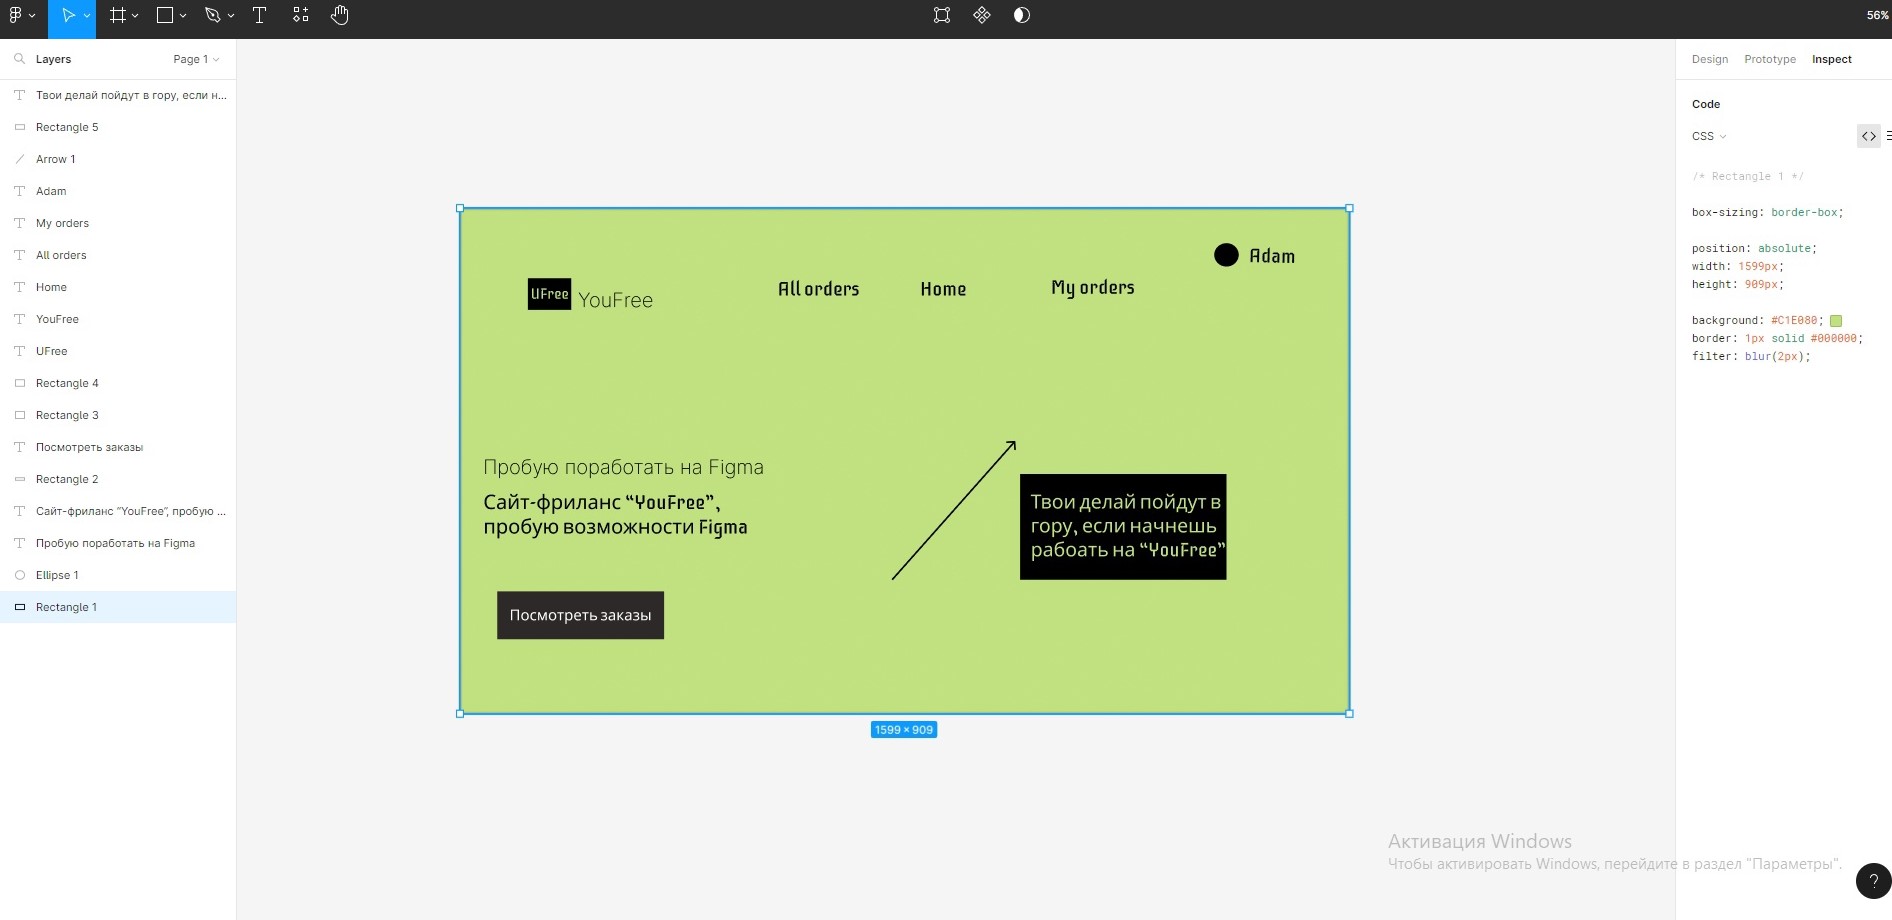 56%
Layers
Page 1
Твои делай пойдут в гору, если н...
Rectangle 5
Arrow 1
Adam
My orders
All orders
Home
YouFree
UFree
Rectangle 4
Rectangle 3
Посмотреть заказы
Rectangle 2
Сайт-фриланс “YouFree”, пробую ...
Пробую поработать на Figma
Ellipse 1
Rectangle 1
Adam
UFree
YouFree
All orders
Home
My orders
Пробую поработать на Figma
Сайт-фриланс “YouFree”,
пробую возможности Figma
Посмотреть заказы
Твои делай пойдут в
гору, если начнешь
рабоать на “YouFree”
1599 × 909
Design Prototype Inspect
Code
CSS
/* Rectangle 1 */
box-sizing: border-box;
position: absolute;
width: 1599px;
height: 909px;
background: #C1E080;
border: 1px solid #000000;
filter: blur(2px);
Активация Windows
Чтобы активировать Windows, перейдите в раздел "Параметры".
?